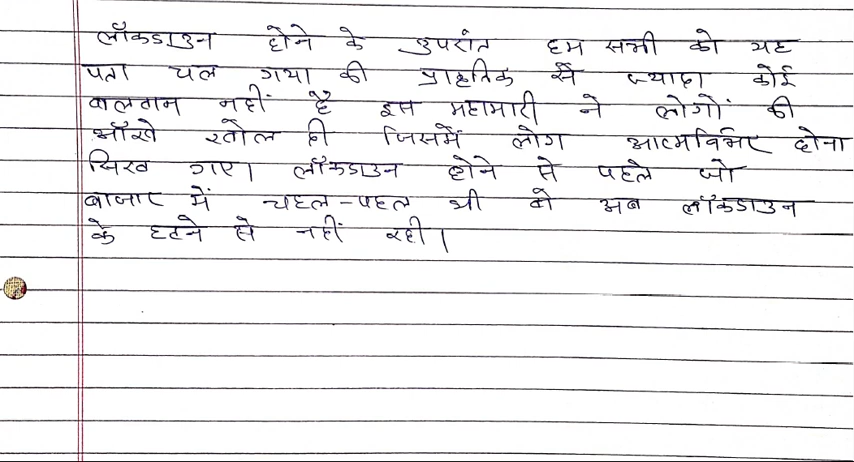 लॉकडाउन होने के उपरांत हम सभी को यह
पता चल गया की प्राकृतिक सें ज्यादा कोई
बालवान नहीं है इस महामारी ने लोगों की
आँखे खोल दी जिसमें लोग आत्मनिर्भर होना
सिख गए। लॉकडाउन होने से पहले जो
बाजार में चहल-पहल थी वो अब लॉकडाउन
के हटने से नहीं रही।